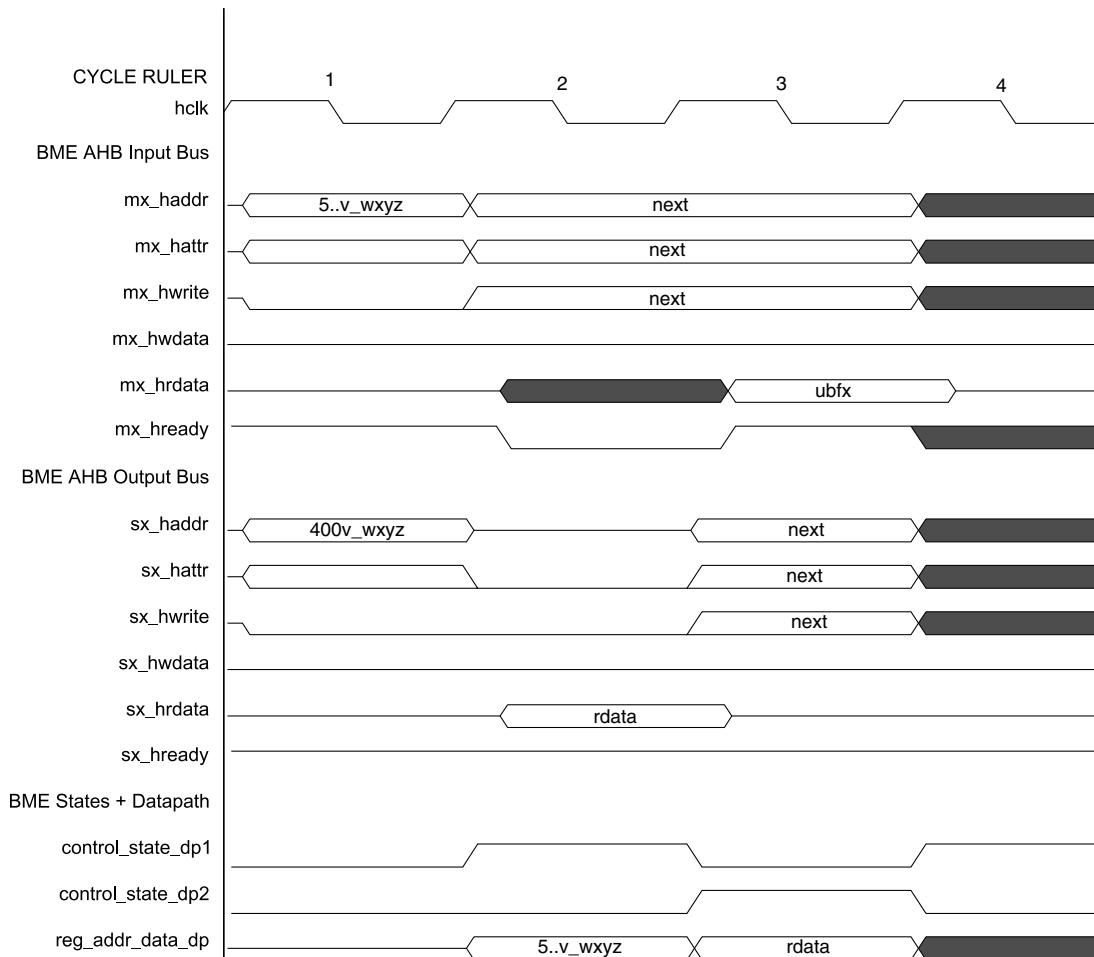 CYCLE RULER 1 2 3 4
hclk
BME AHB Input Bus
mx_haddr 5..v_wxyz next
mx_hattr next
mx_hwrite next
mx_hwdata
mx_hrdata ubfx
mx_hready
BME AHB Output Bus
sx_haddr 400v_wxyz next
sx_hattr next
sx_hwrite next
sx_hwdata
sx_hrdata rdata
sx_hready
BME States + Datapath
control_state_dp1
control_state_dp2
reg_addr_data_dp 5..v_wxyz rdata